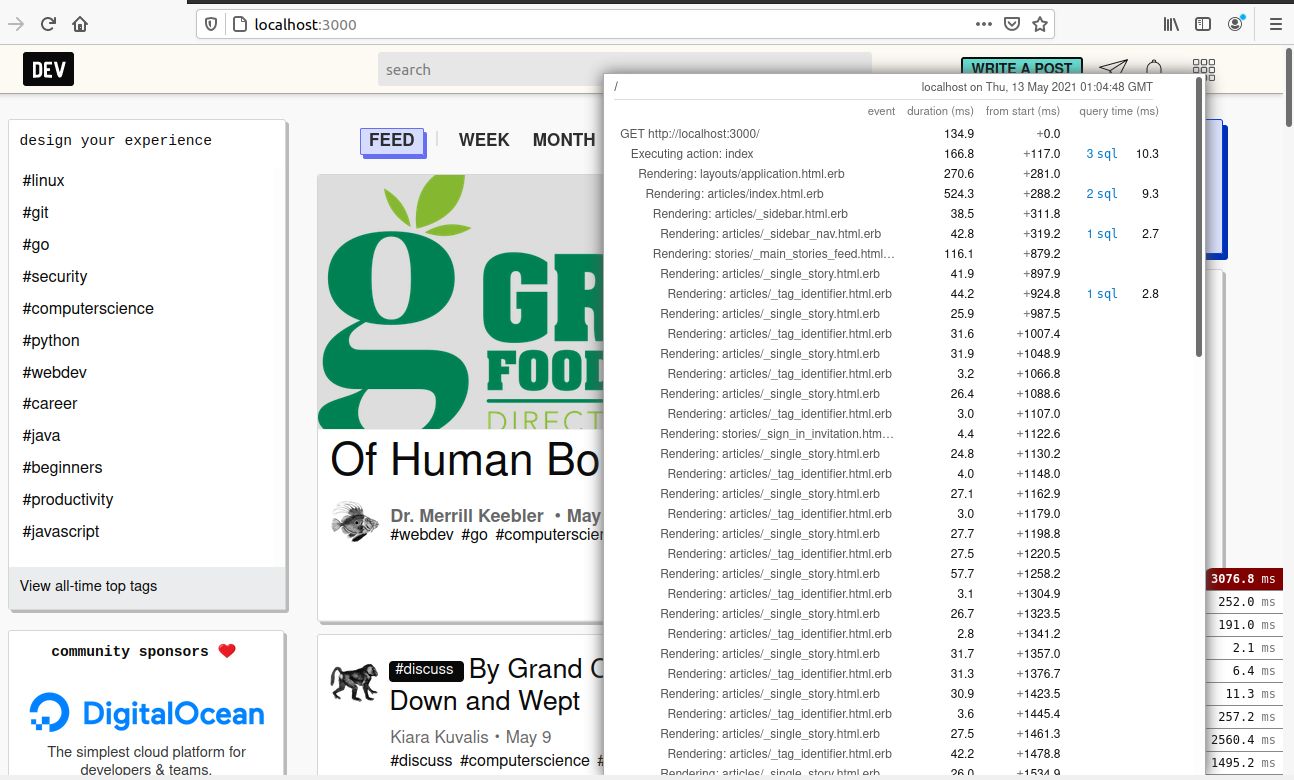 localhost:3000
DEV
search
WRITE A POST
design your experience
#linux
#git
#go
#security
#computerscience
#python
#webdev
#career
#java
#beginners
#productivity
#javascript
View all-time top tags
community sponsors
DigitalOcean
The simplest cloud platform for
developers & teams.
FEED | WEEK MONTH
g GR
FOOD
DIRECT
Of Human Bo
Dr. Merrill Keebler • May
#webdev #go #computerscien
#discuss By Grand C
Down and Wept
Kiara Kuvalis • May 9
#discuss #computerscience #
/ localhost on Thu, 13 May 2021 01:04:48 GMT
event duration (ms) from start (ms) query time (ms)
GET http://localhost:3000/ 134.9 +0.0
Executing action: index 166.8 +117.0 3 sql 10.3
Rendering: layouts/application.html.erb 270.6 +281.0
Rendering: articles/index.html.erb 524.3 +288.2 2 sql 9.3
Rendering: articles/_sidebar.html.erb 38.5 +311.8
Rendering: articles/_sidebar_nav.html.erb 42.8 +319.2 1 sql 2.7
Rendering: stories/_main_stories_feed.html… 116.1 +879.2
Rendering: articles/_single_story.html.erb 41.9 +897.9
Rendering: articles/_tag_identifier.html.erb 44.2 +924.8 1 sql 2.8
Rendering: articles/_single_story.html.erb 25.9 +987.5
Rendering: articles/_tag_identifier.html.erb 31.6 +1007.4
Rendering: articles/_single_story.html.erb 31.9 +1048.9
Rendering: articles/_tag_identifier.html.erb 3.2 +1066.8
Rendering: articles/_single_story.html.erb 26.4 +1088.6
Rendering: articles/_tag_identifier.html.erb 3.0 +1107.0
Rendering: stories/_sign_in_invitation.htm… 4.4 +1122.6
Rendering: articles/_single_story.html.erb 24.8 +1130.2
Rendering: articles/_tag_identifier.html.erb 4.0 +1148.0
Rendering: articles/_single_story.html.erb 27.1 +1162.9
Rendering: articles/_tag_identifier.html.erb 3.0 +1179.0
Rendering: articles/_single_story.html.erb 27.7 +1198.8
Rendering: articles/_tag_identifier.html.erb 27.5 +1220.5
Rendering: articles/_single_story.html.erb 57.7 +1258.2
Rendering: articles/_tag_identifier.html.erb 3.1 +1304.9
Rendering: articles/_single_story.html.erb 26.7 +1323.5
Rendering: articles/_tag_identifier.html.erb 2.8 +1341.2
Rendering: articles/_single_story.html.erb 31.7 +1357.0
Rendering: articles/_tag_identifier.html.erb 31.3 +1376.7
Rendering: articles/_single_story.html.erb 30.9 +1423.5
Rendering: articles/_tag_identifier.html.erb 3.6 +1445.4
Rendering: articles/_single_story.html.erb 27.5 +1461.3
Rendering: articles/_tag_identifier.html.erb 42.2 +1478.8
Rendering: articles/_single_story.html.erb 26.0 +1534.9
3076.8 ms
252.0 ms
191.0 ms
2.1 ms
6.4 ms
11.3 ms
257.2 ms
2560.4 ms
1495.2 ms